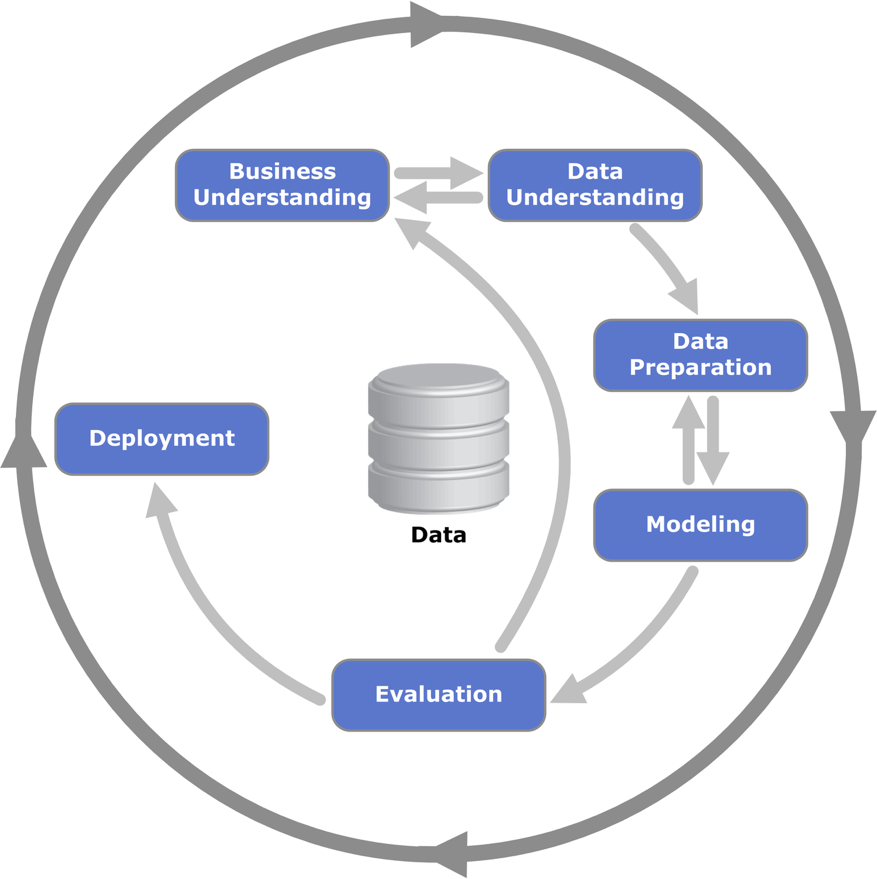 Business
Understanding
Data
Understanding
Data
Preparation
Deployment
Modeling
Data
Evaluation